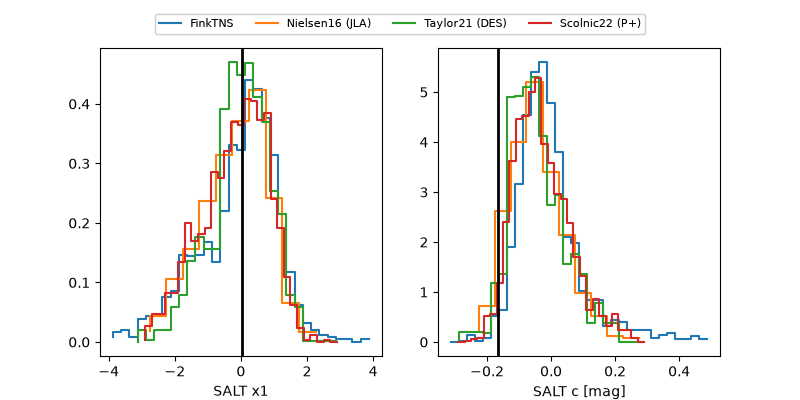 FinkTNS Nielsen16 (JLA) Taylor21 (DES) Scolnic22 (P+)
0.4
0.3
0.2
0.1
0.0
−4 −2 0 2 4
SALT x1
5
4
3
2
1
0
−0.2 0.0 0.2 0.4
SALT c [mag]